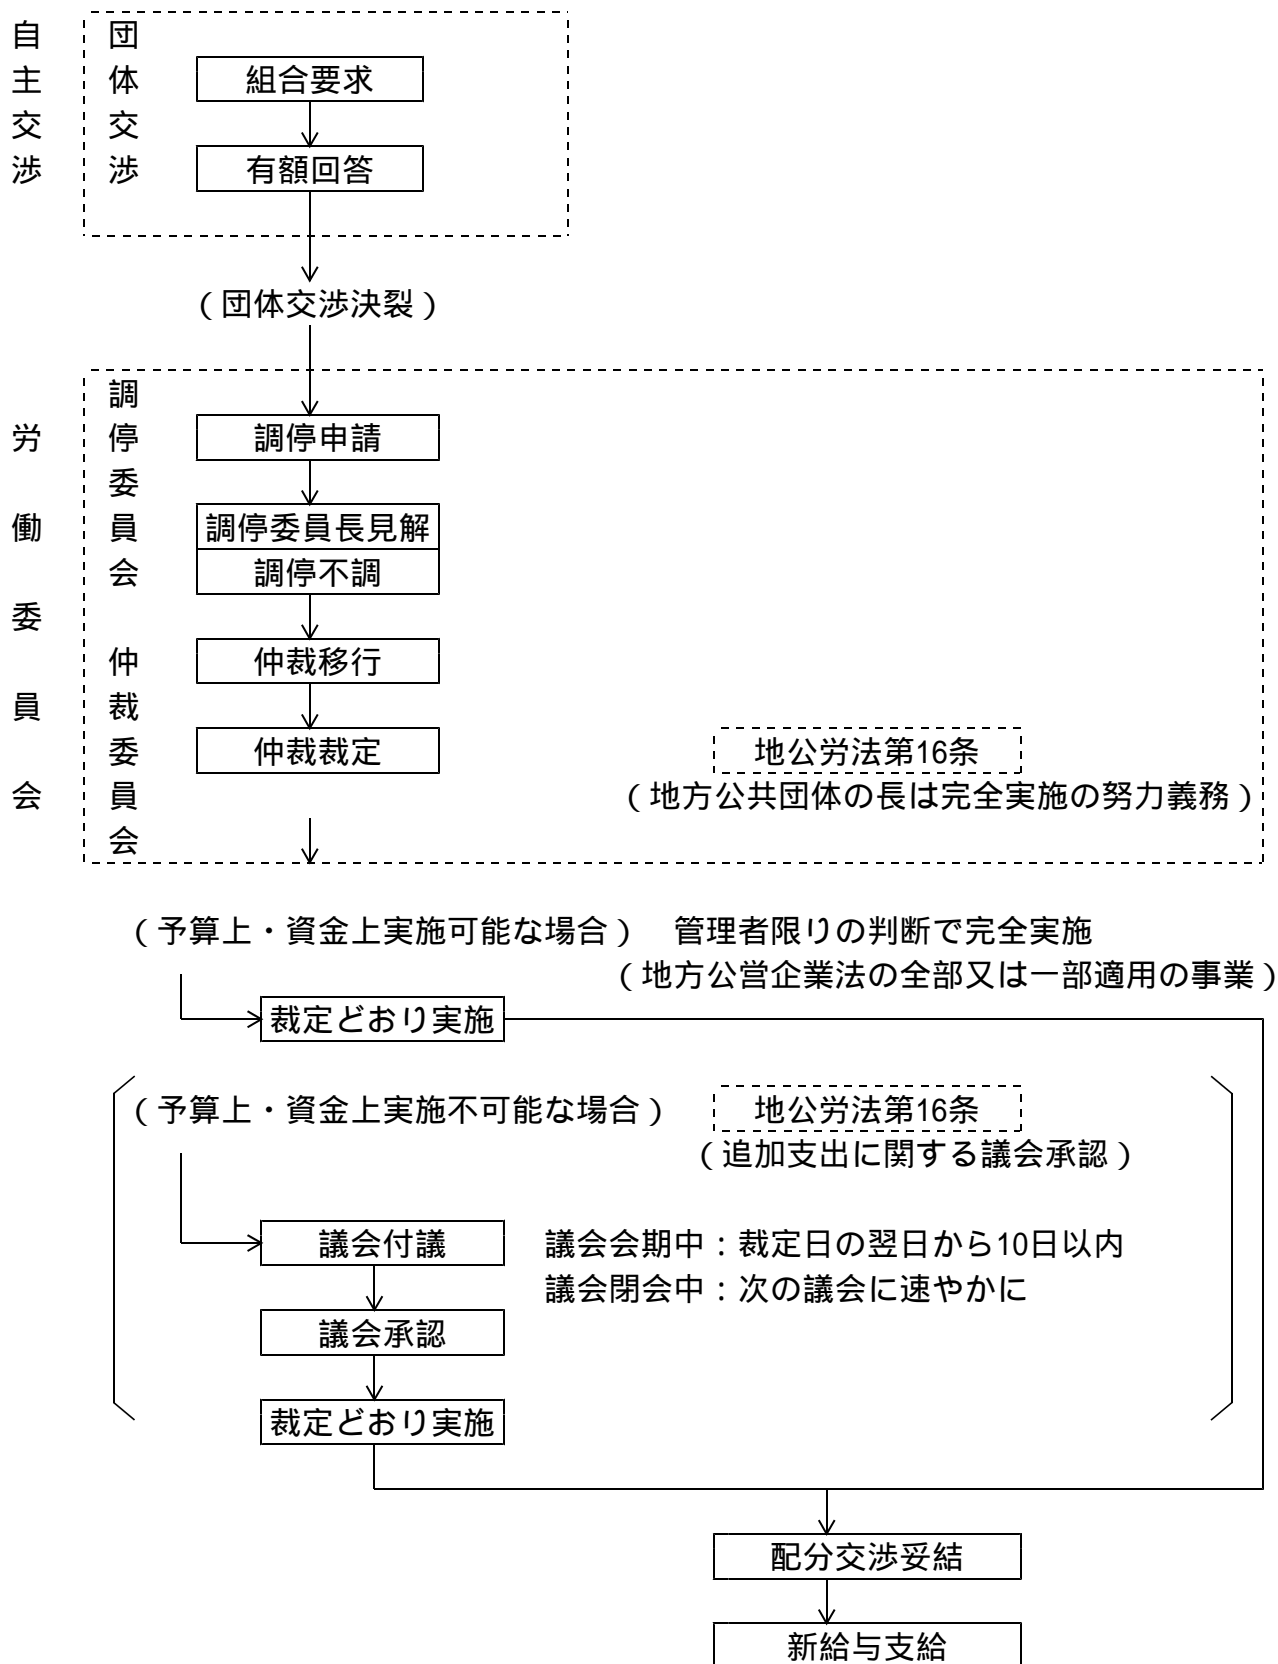 自主交渉
団体交渉
組合要求
有額回答
(団体交渉決裂)
労働委員会
調停委員会
調停申請
調停委員長見解
調停不調
仲裁委員会
仲裁移行
仲裁裁定
地公労法第16条
(地方公共団体の長は完全実施の努力義務)
(予算上・資金上実施可能な場合) 管理者限りの判断で完全実施
(地方公営企業法の全部又は一部適用の事業)
裁定どおり実施
(予算上・資金上実施不可能な場合) 地公労法第16条
(追加支出に関する議会承認)
議会付議 議会会期中:裁定日の翌日から10日以内
議会閉会中:次の議会に速やかに
議会承認
裁定どおり実施
配分交渉妥結
新給与支給